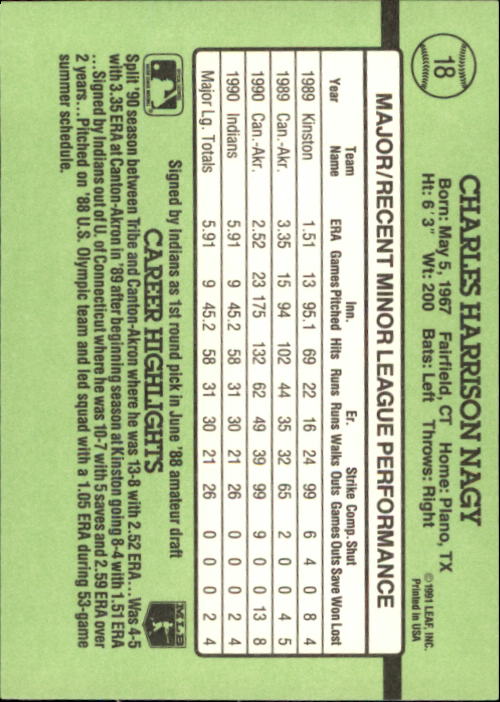 18
CHARLES HARRISON NAGY
Born: May 5, 1967 Fairfield, CT Home: Plano, TX
Ht: 6' 3" Wt: 200 Bats: Left Throws: Right
©1991 LEAF, INC.
Printed in USA
MAJOR/RECENT MINOR LEAGUE PERFORMANCE
Team Inn. Er. Strike Comp. Shut
Year Name ERA Games Pitched Hits Runs Runs Walks Outs Games Outs Save Won Lost
1989 Kinston 1.51 13 95.1 69 22 16 24 99 6 4 0 8 4
1989 Can.-Akr. 3.35 15 94 102 44 35 32 65 2 0 0 4 5
1990 Can.-Akr. 2.52 23 175 132 62 49 39 99 9 0 0 13 8
1990 Indians 5.91 9 45.2 58 31 30 21 26 0 0 0 2 4
Major Lg. Totals 5.91 9 45.2 58 31 30 21 26 0 0 0 2 4
Signed by Indians as 1st round pick in June '88 amateur draft
CAREER HIGHLIGHTS
MLB
Split '90 season between Tribe and Canton-Akron where he was 13-8 with 2.52 ERA... Was 4-5
with 3.35 ERA at Canton-Akron in '89 after beginning season at Kinston going 8-4 with 1.51 ERA
...Signed by Indians out of U. of Connecticut where he was 10-7 with 5 saves and 2.59 ERA over
2 years...Pitched on '88 U.S. Olympic team and led squad with a 1.05 ERA during 53-game
summer schedule.